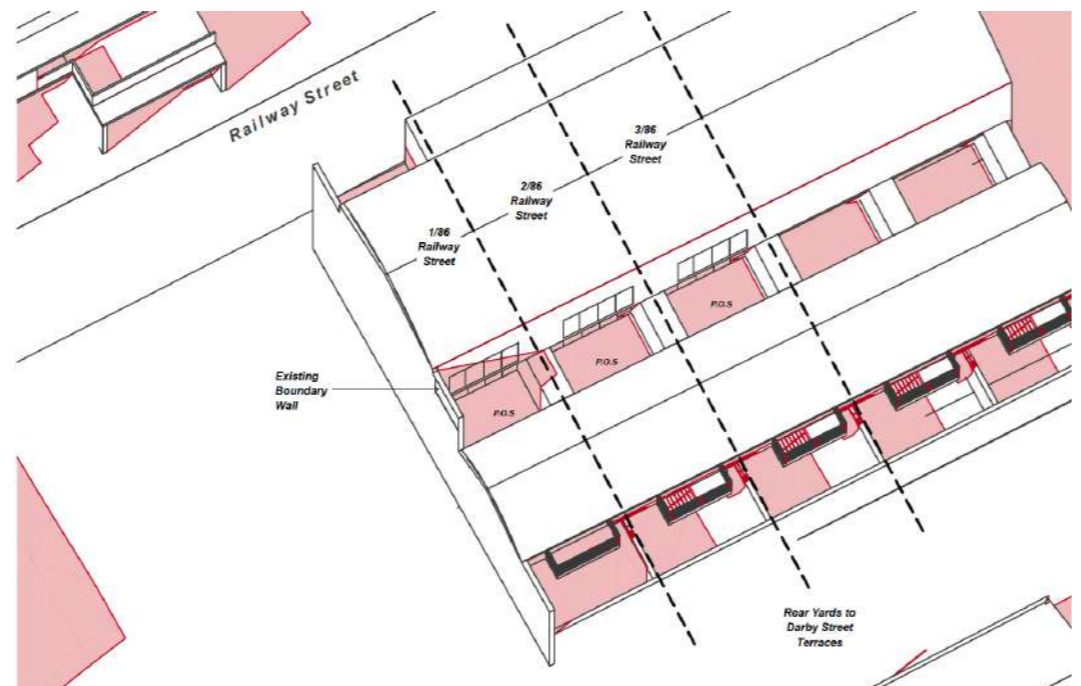 Railway Street
3/86
Railway
Street
2/86
Railway
Street
1/86
Railway
Street
P.O.S
P.O.S
P.O.S
Existing
Boundary
Wall
Rear Yards to
Darby Street
Terraces